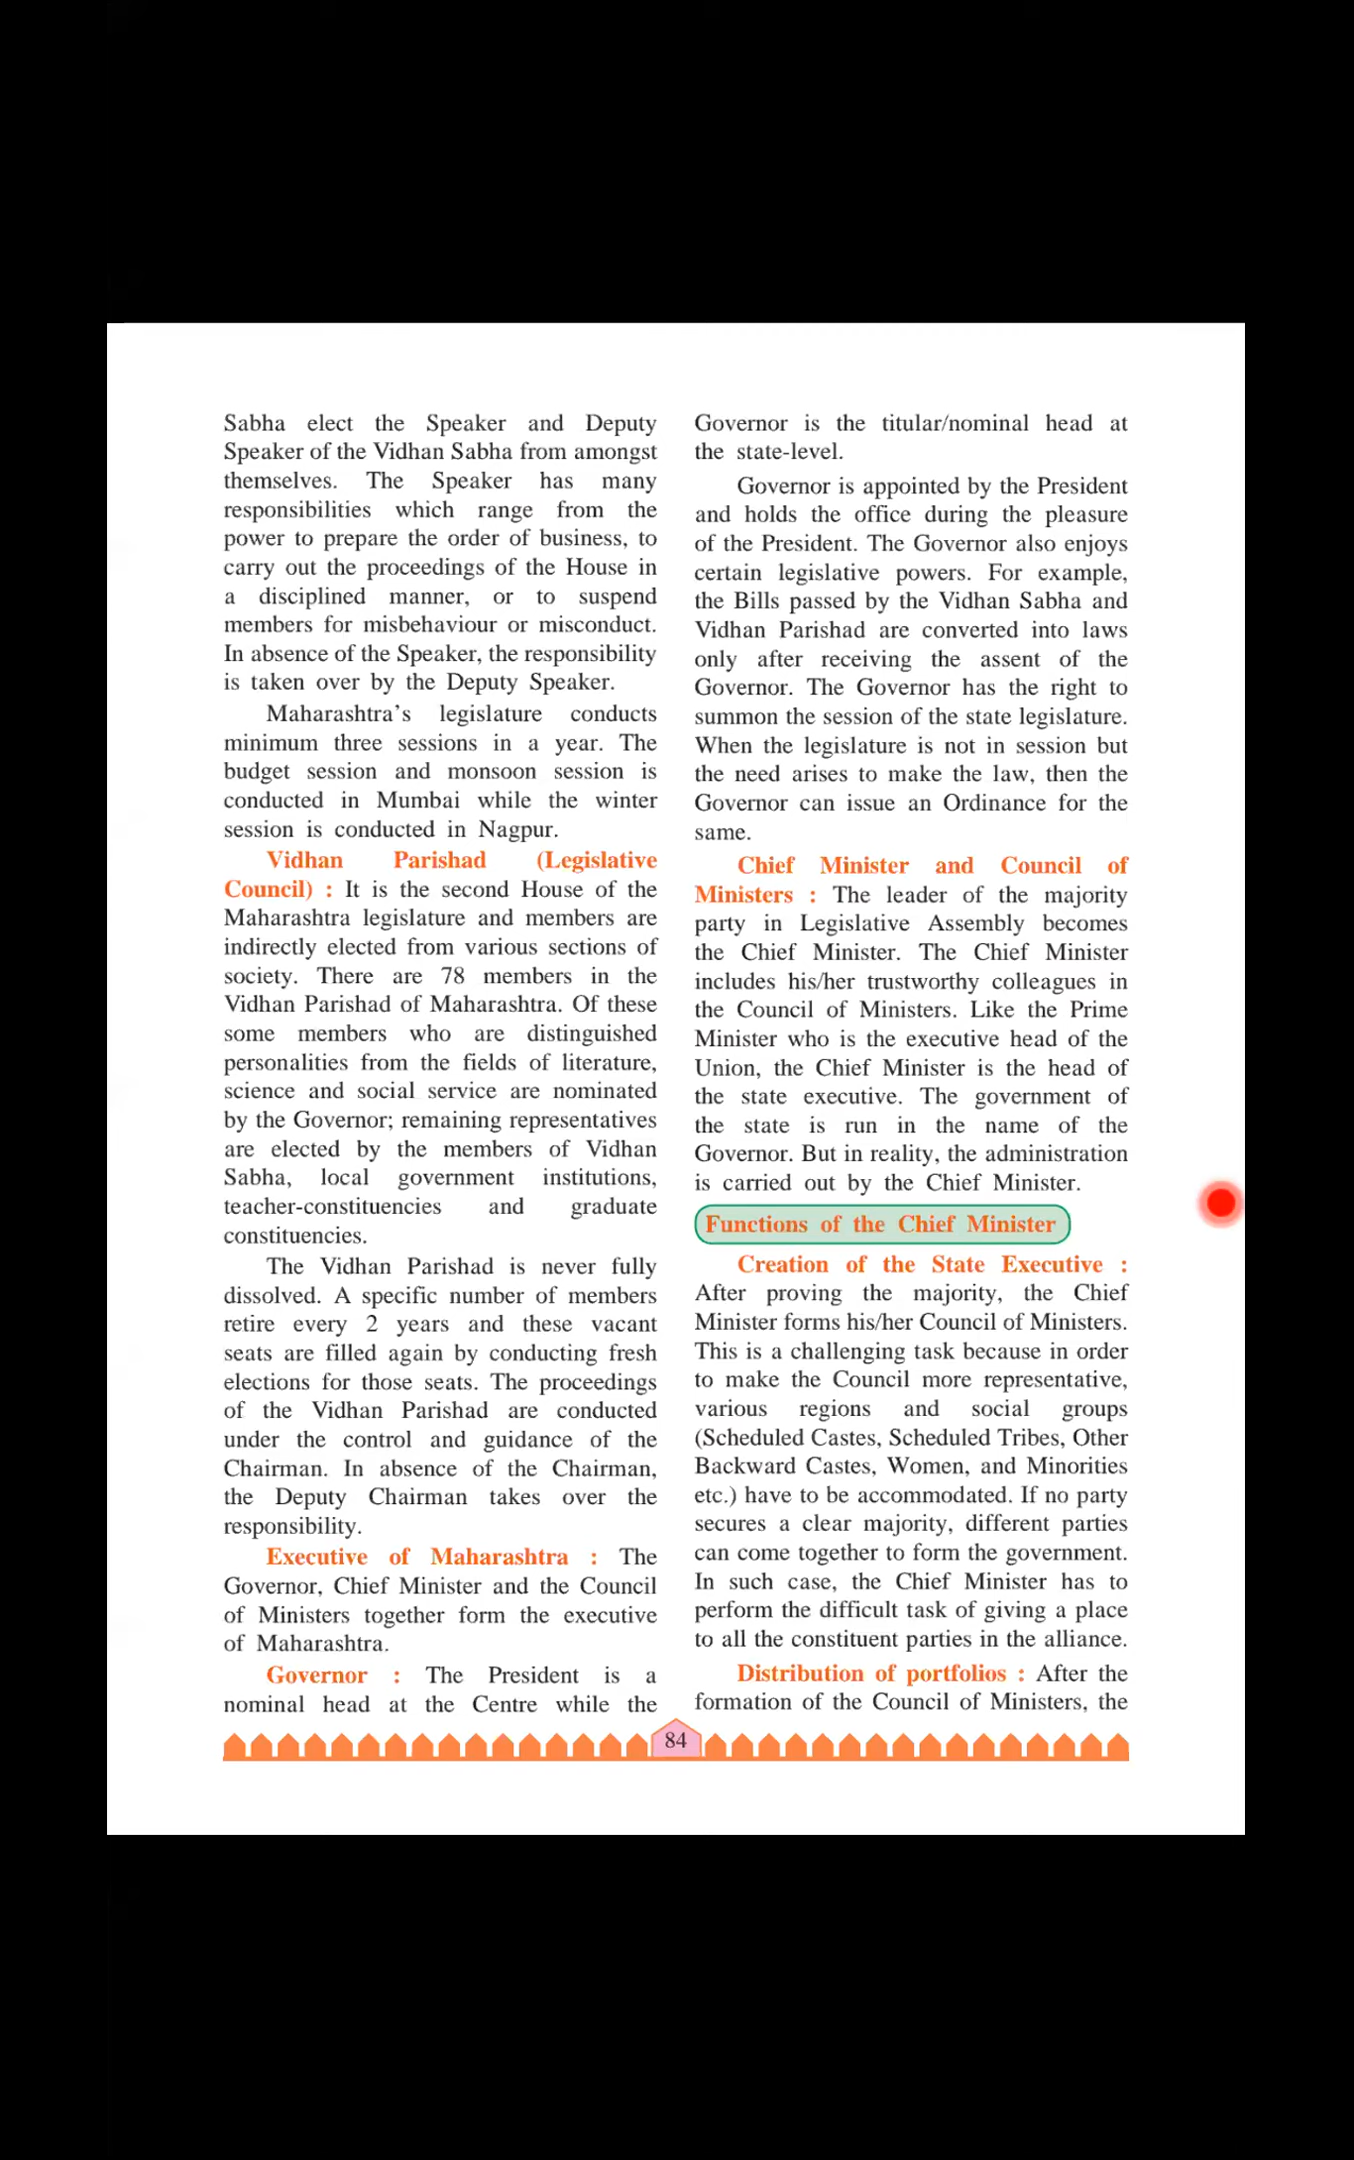 Sabha elect the Speaker and Deputy
Speaker of the Vidhan Sabha from amongst
themselves. The Speaker has many
responsibilities which range from the
power to prepare the order of business, to
carry out the proceedings of the House in
a disciplined manner, or to suspend
members for misbehaviour or misconduct.
In absence of the Speaker, the responsibility
is taken over by the Deputy Speaker.
Maharashtra's legislature conducts
minimum three sessions in a year. The
budget session and monsoon session is
conducted in Mumbai while the winter
session is conducted in Nagpur.
Vidhan Parishad (Legislative
Council) : It is the second House of the
Maharashtra legislature and members are
indirectly elected from various sections of
society. There are 78 members in the
Vidhan Parishad of Maharashtra. Of these
some members who are distinguished
personalities from the fields of literature,
science and social service are nominated
by the Governor; remaining representatives
are elected by the members of Vidhan
Sabha, local government institutions,
teacher-constituencies and graduate
constituencies.
The Vidhan Parishad is never fully
dissolved. A specific number of members
retire every 2 years and these vacant
seats are filled again by conducting fresh
elections for those seats. The proceedings
of the Vidhan Parishad are conducted
under the control and guidance of the
Chairman. In absence of the Chairman,
the Deputy Chairman takes over the
responsibility.
Executive of Maharashtra : The
Governor, Chief Minister and the Council
of Ministers together form the executive
of Maharashtra.
Governor : The President is a
nominal head at the Centre while the
Governor is the titular/nominal head at
the state-level.
Governor is appointed by the President
and holds the office during the pleasure
of the President. The Governor also enjoys
certain legislative powers. For example,
the Bills passed by the Vidhan Sabha and
Vidhan Parishad are converted into laws
only after receiving the assent of the
Governor. The Governor has the right to
summon the session of the state legislature.
When the legislature is not in session but
the need arises to make the law, then the
Governor can issue an Ordinance for the
same.
Chief Minister and Council of
Ministers : The leader of the majority
party in Legislative Assembly becomes
the Chief Minister. The Chief Minister
includes his/her trustworthy colleagues in
the Council of Ministers. Like the Prime
Minister who is the executive head of the
Union, the Chief Minister is the head of
the state executive. The government of
the state is run in the name of the
Governor. But in reality, the administration
is carried out by the Chief Minister.
Functions of the Chief Minister
Creation of the State Executive :
After proving the majority, the Chief
Minister forms his/her Council of Ministers.
This is a challenging task because in order
to make the Council more representative,
various regions and social groups
(Scheduled Castes, Scheduled Tribes, Other
Backward Castes, Women, and Minorities
etc.) have to be accommodated. If no party
secures a clear majority, different parties
can come together to form the government.
In such case, the Chief Minister has to
perform the difficult task of giving a place
to all the constituent parties in the alliance.
Distribution of portfolios : After the
formation of the Council of Ministers, the
84